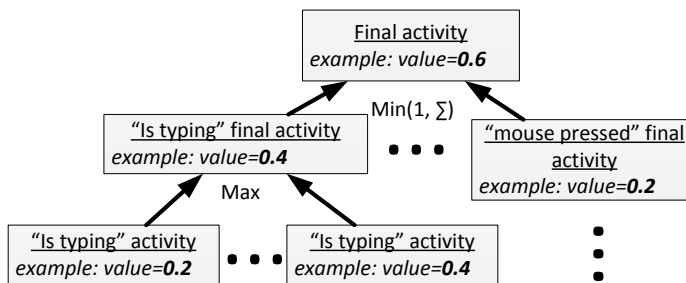 Final activity
example: value=0.6
Min(1, ∑)
“Is typing” final activity
example: value=0.4
“mouse pressed” final
activity
example: value=0.2
Max
“Is typing” activity
example: value=0.2
“Is typing” activity
example: value=0.4